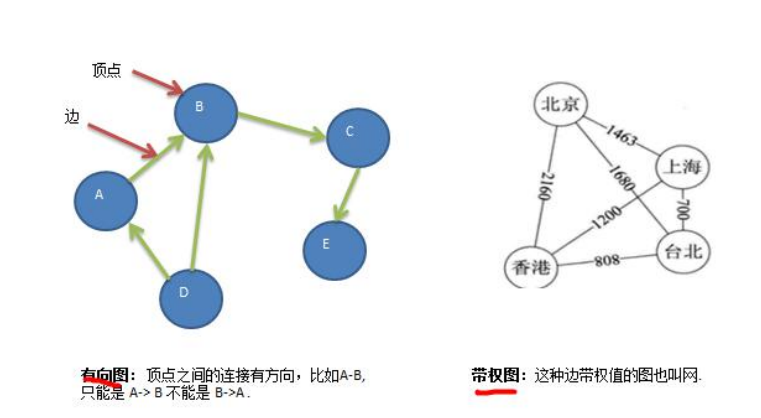 顶点
边
B
C
A
E
D
北京
上海
香港
台北
1463
2160
1680
1200
700
808
有向图：顶点之间的连接有方向，比如A-B,
只能是 A-> B 不能是 B->A .
带权图：这种边带权值的图也叫网.